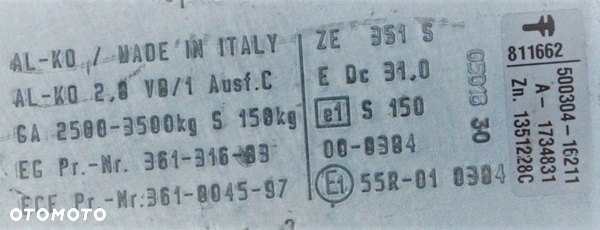 AL-KO / MADE IN ITALY
AL-KO 2,8 VB/1 Ausf.C
GA 2500-3500kg S 150kg
EG Pr.-Nr. 361-316-83
ECE Pr.-Nr:361-0045-97
ZE 351 S
E Dc 31,0
e1 S 150
00-0384
E1 55R-01 0384
05018 30
811662
500304-16211
A- 1734831
Zn. 1351228C
OTOMOTO